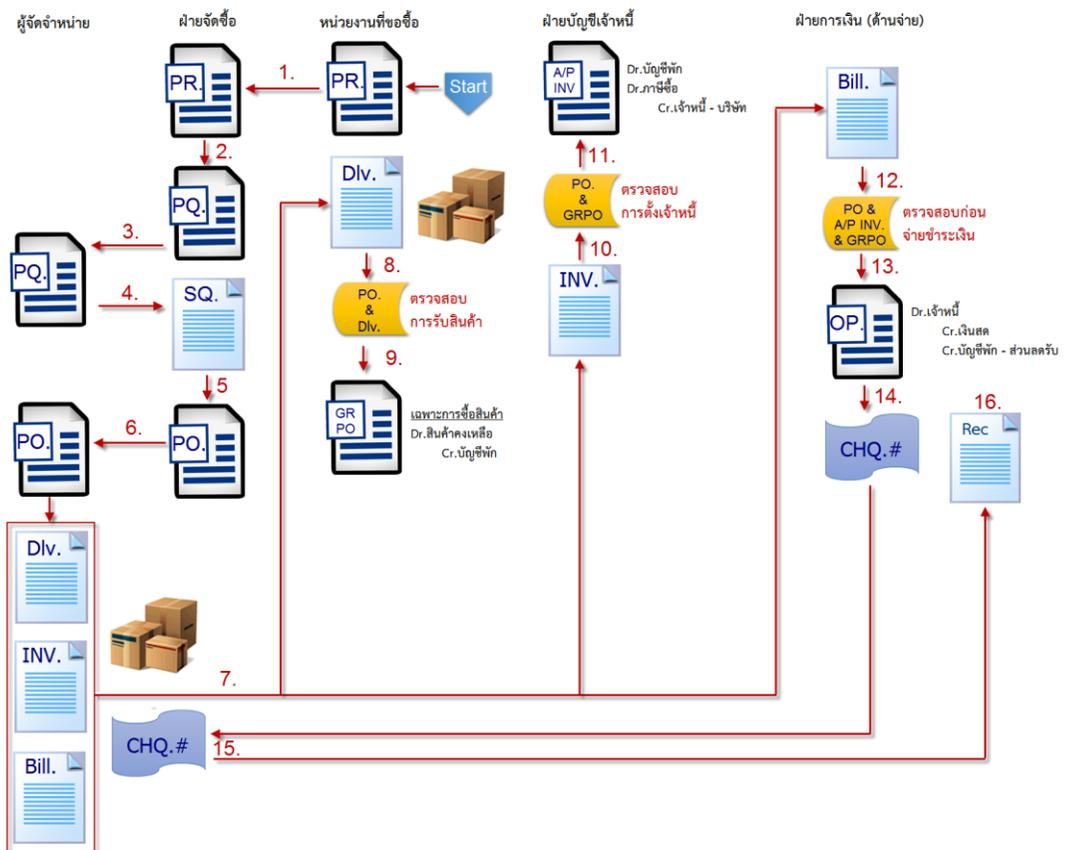 ผู้จัดจำหน่าย
ฝ่ายจัดซื้อ
หน่วยงานที่ขอซื้อ
ฝ่ายบัญชีเจ้าหนี้
ฝ่ายการเงิน (ด้านจ่าย)
PR.
1.
PR.
Start
A/P
INV
Dr.บัญชีพัก
Dr.ภาษีซื้อ
Cr.เจ้าหนี้ - บริษัท
Bill.
2.
PQ.
Dlv.
11.
PO.
&
GRPO
ตรวจสอบ
การตั้งเจ้าหนี้
12.
PO &
A/P INV.
& GRPO
ตรวจสอบก่อน
จ่ายชำระเงิน
3.
PQ.
4.
SQ.
8.
PO.
&
Dlv.
ตรวจสอบ
การรับสินค้า
10.
INV.
13.
OP.
Dr.เจ้าหนี้
Cr.เงินสด
Cr.บัญชีพัก - ส่วนลดรับ
5
9.
14.
16.
PO.
6.
PO.
GR
PO
เฉพาะการซื้อสินค้า
Dr.สินค้าคงเหลือ
Cr.บัญชีพัก
CHQ.#
Rec
Dlv.
INV.
7.
CHQ.#
15.
Bill.